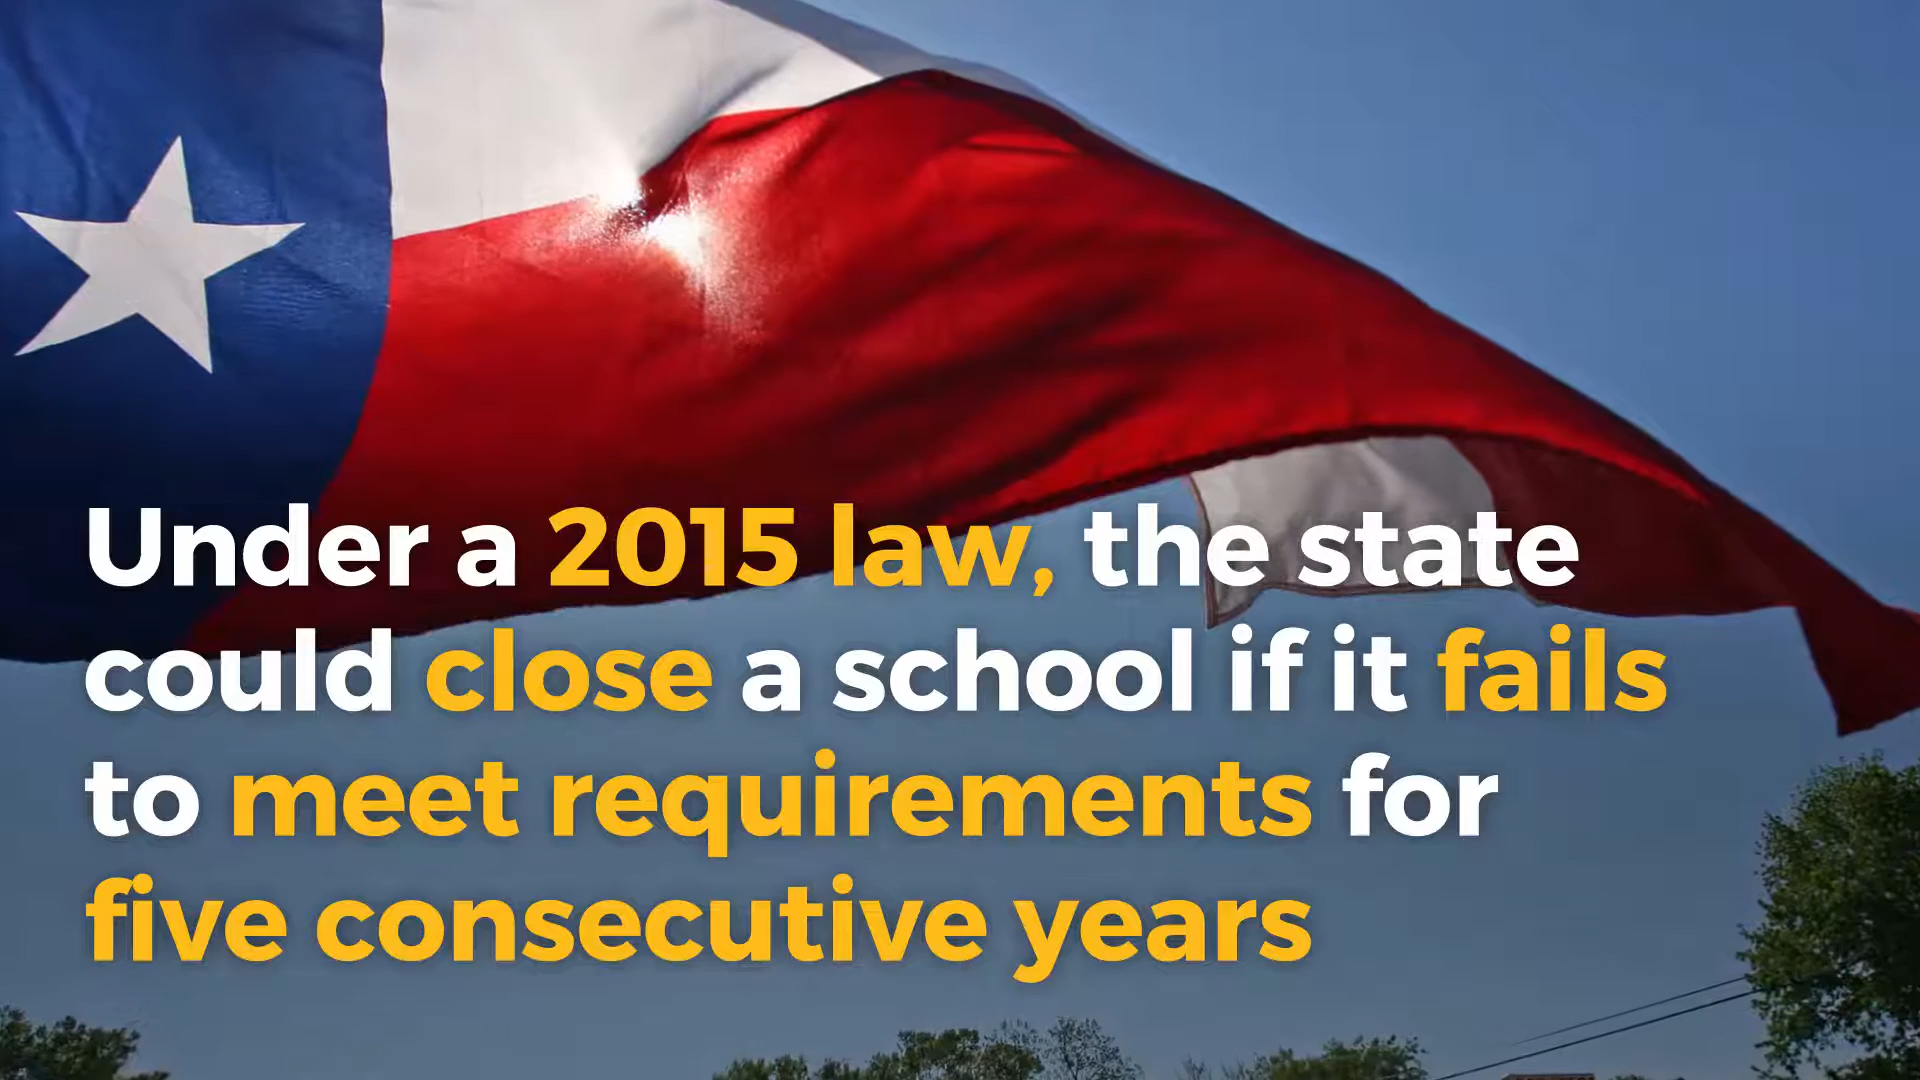 Under a 2015 law, the state
could close a school if it fails
to meet requirements for
five consecutive years